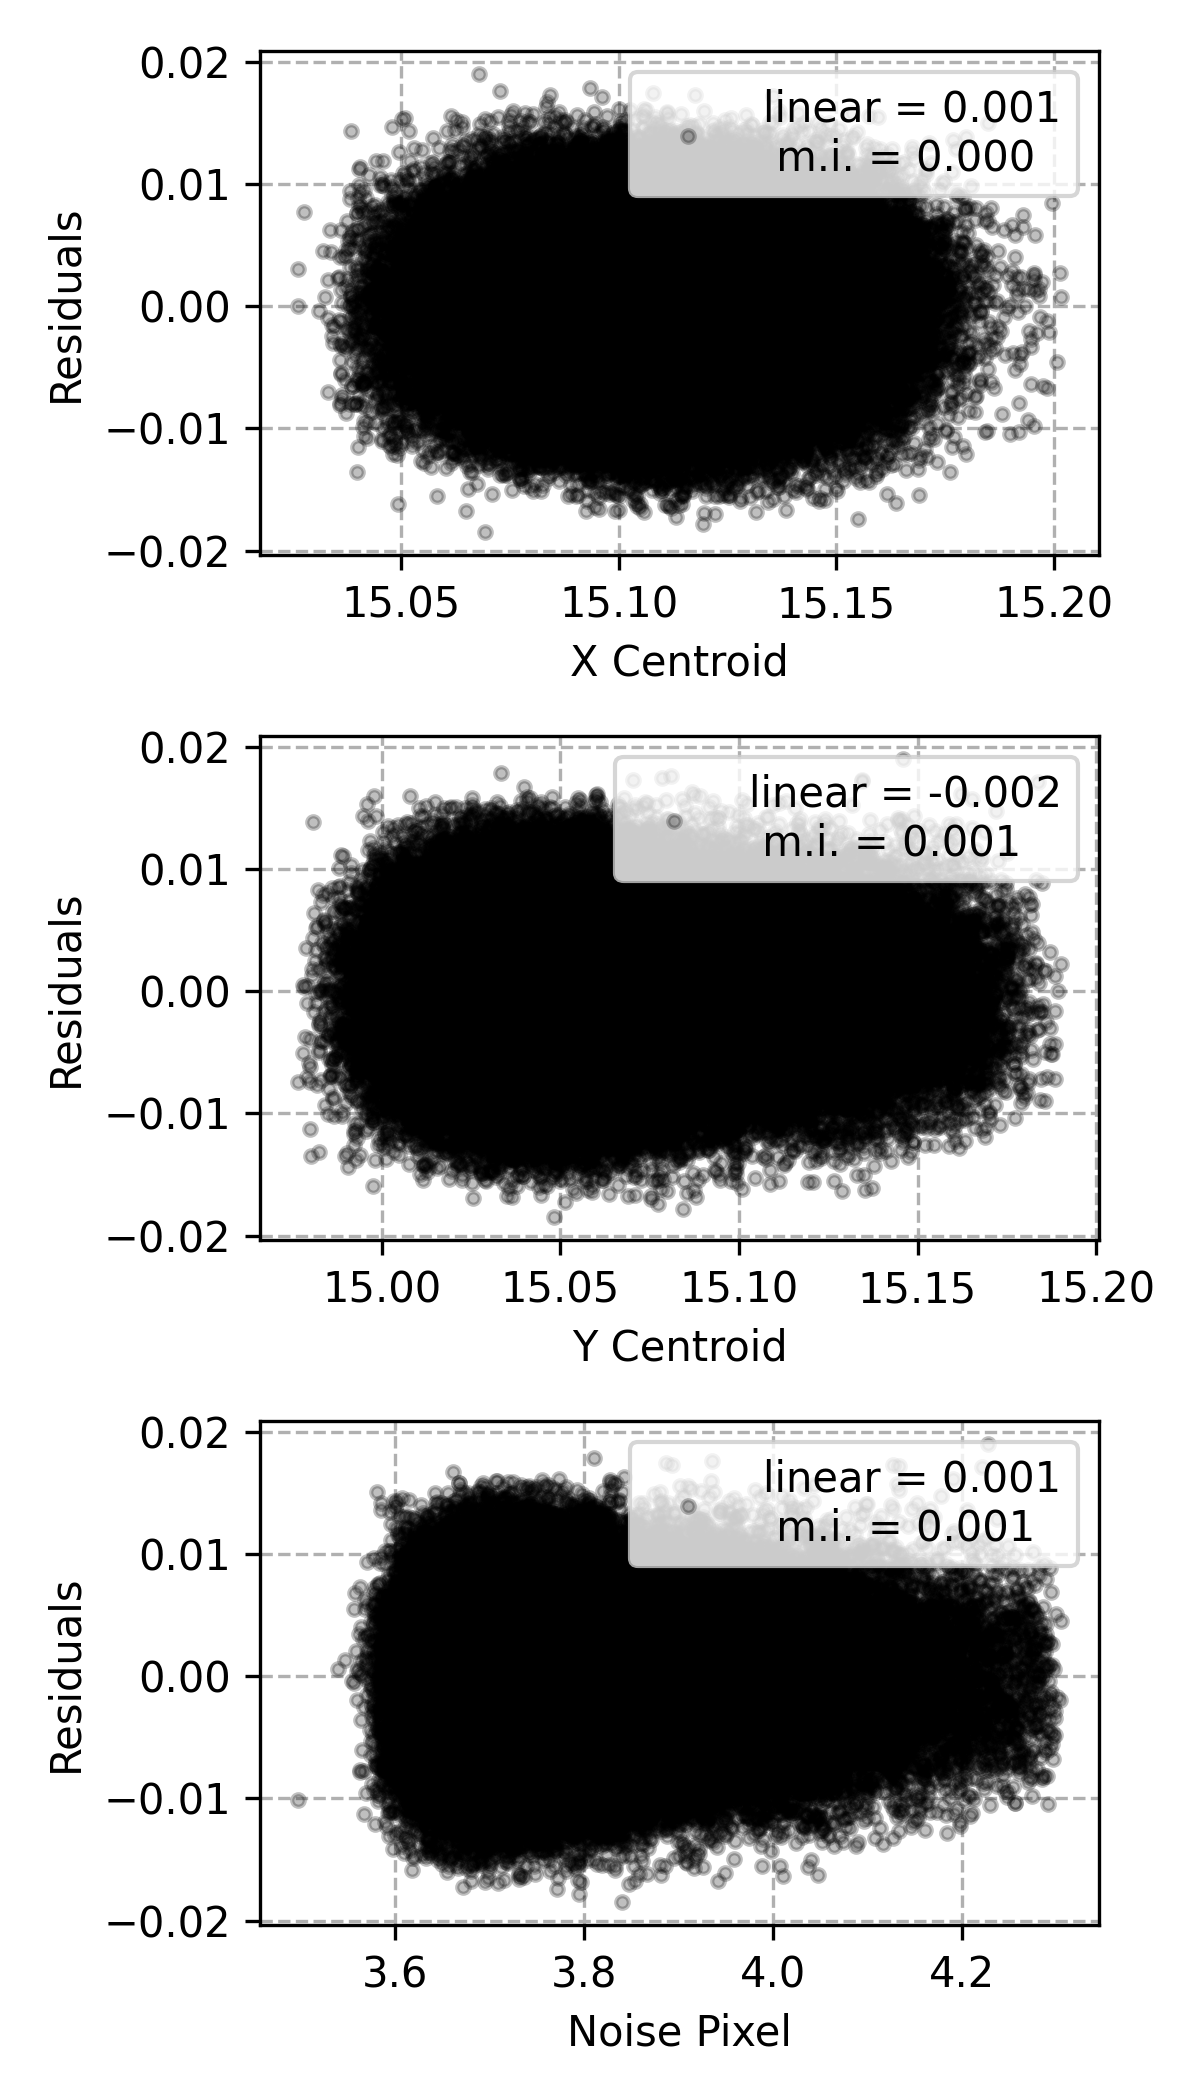 0.02
0.01
0.00
−0.01
−0.02
Residuals
linear = 0.001
m.i. = 0.000
15.05 15.10 15.15 15.20
X Centroid
0.02
0.01
0.00
−0.01
−0.02
Residuals
linear = -0.002
m.i. = 0.001
15.00 15.05 15.10 15.15 15.20
Y Centroid
0.02
0.01
0.00
−0.01
−0.02
Residuals
linear = 0.001
m.i. = 0.001
3.6 3.8 4.0 4.2
Noise Pixel